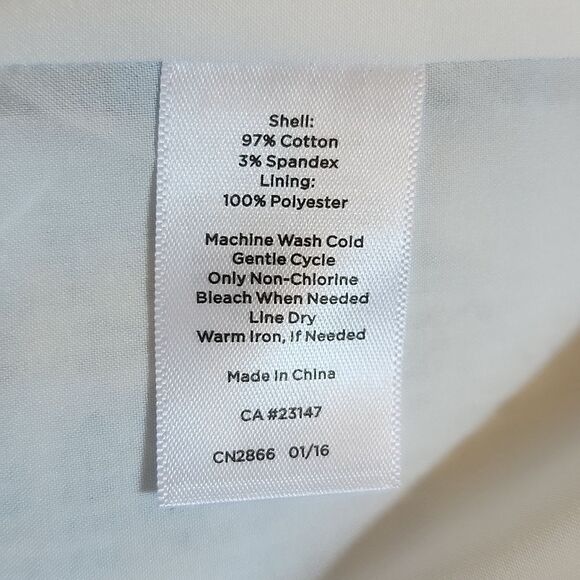 Shell:
97% Cotton
3% Spandex
Lining:
100% Polyester
Machine Wash Cold
Gentle Cycle
Only Non-Chlorine
Bleach When Needed
Line Dry
Warm Iron, If Needed
Made In China
CA #23147
CN2866 01/16